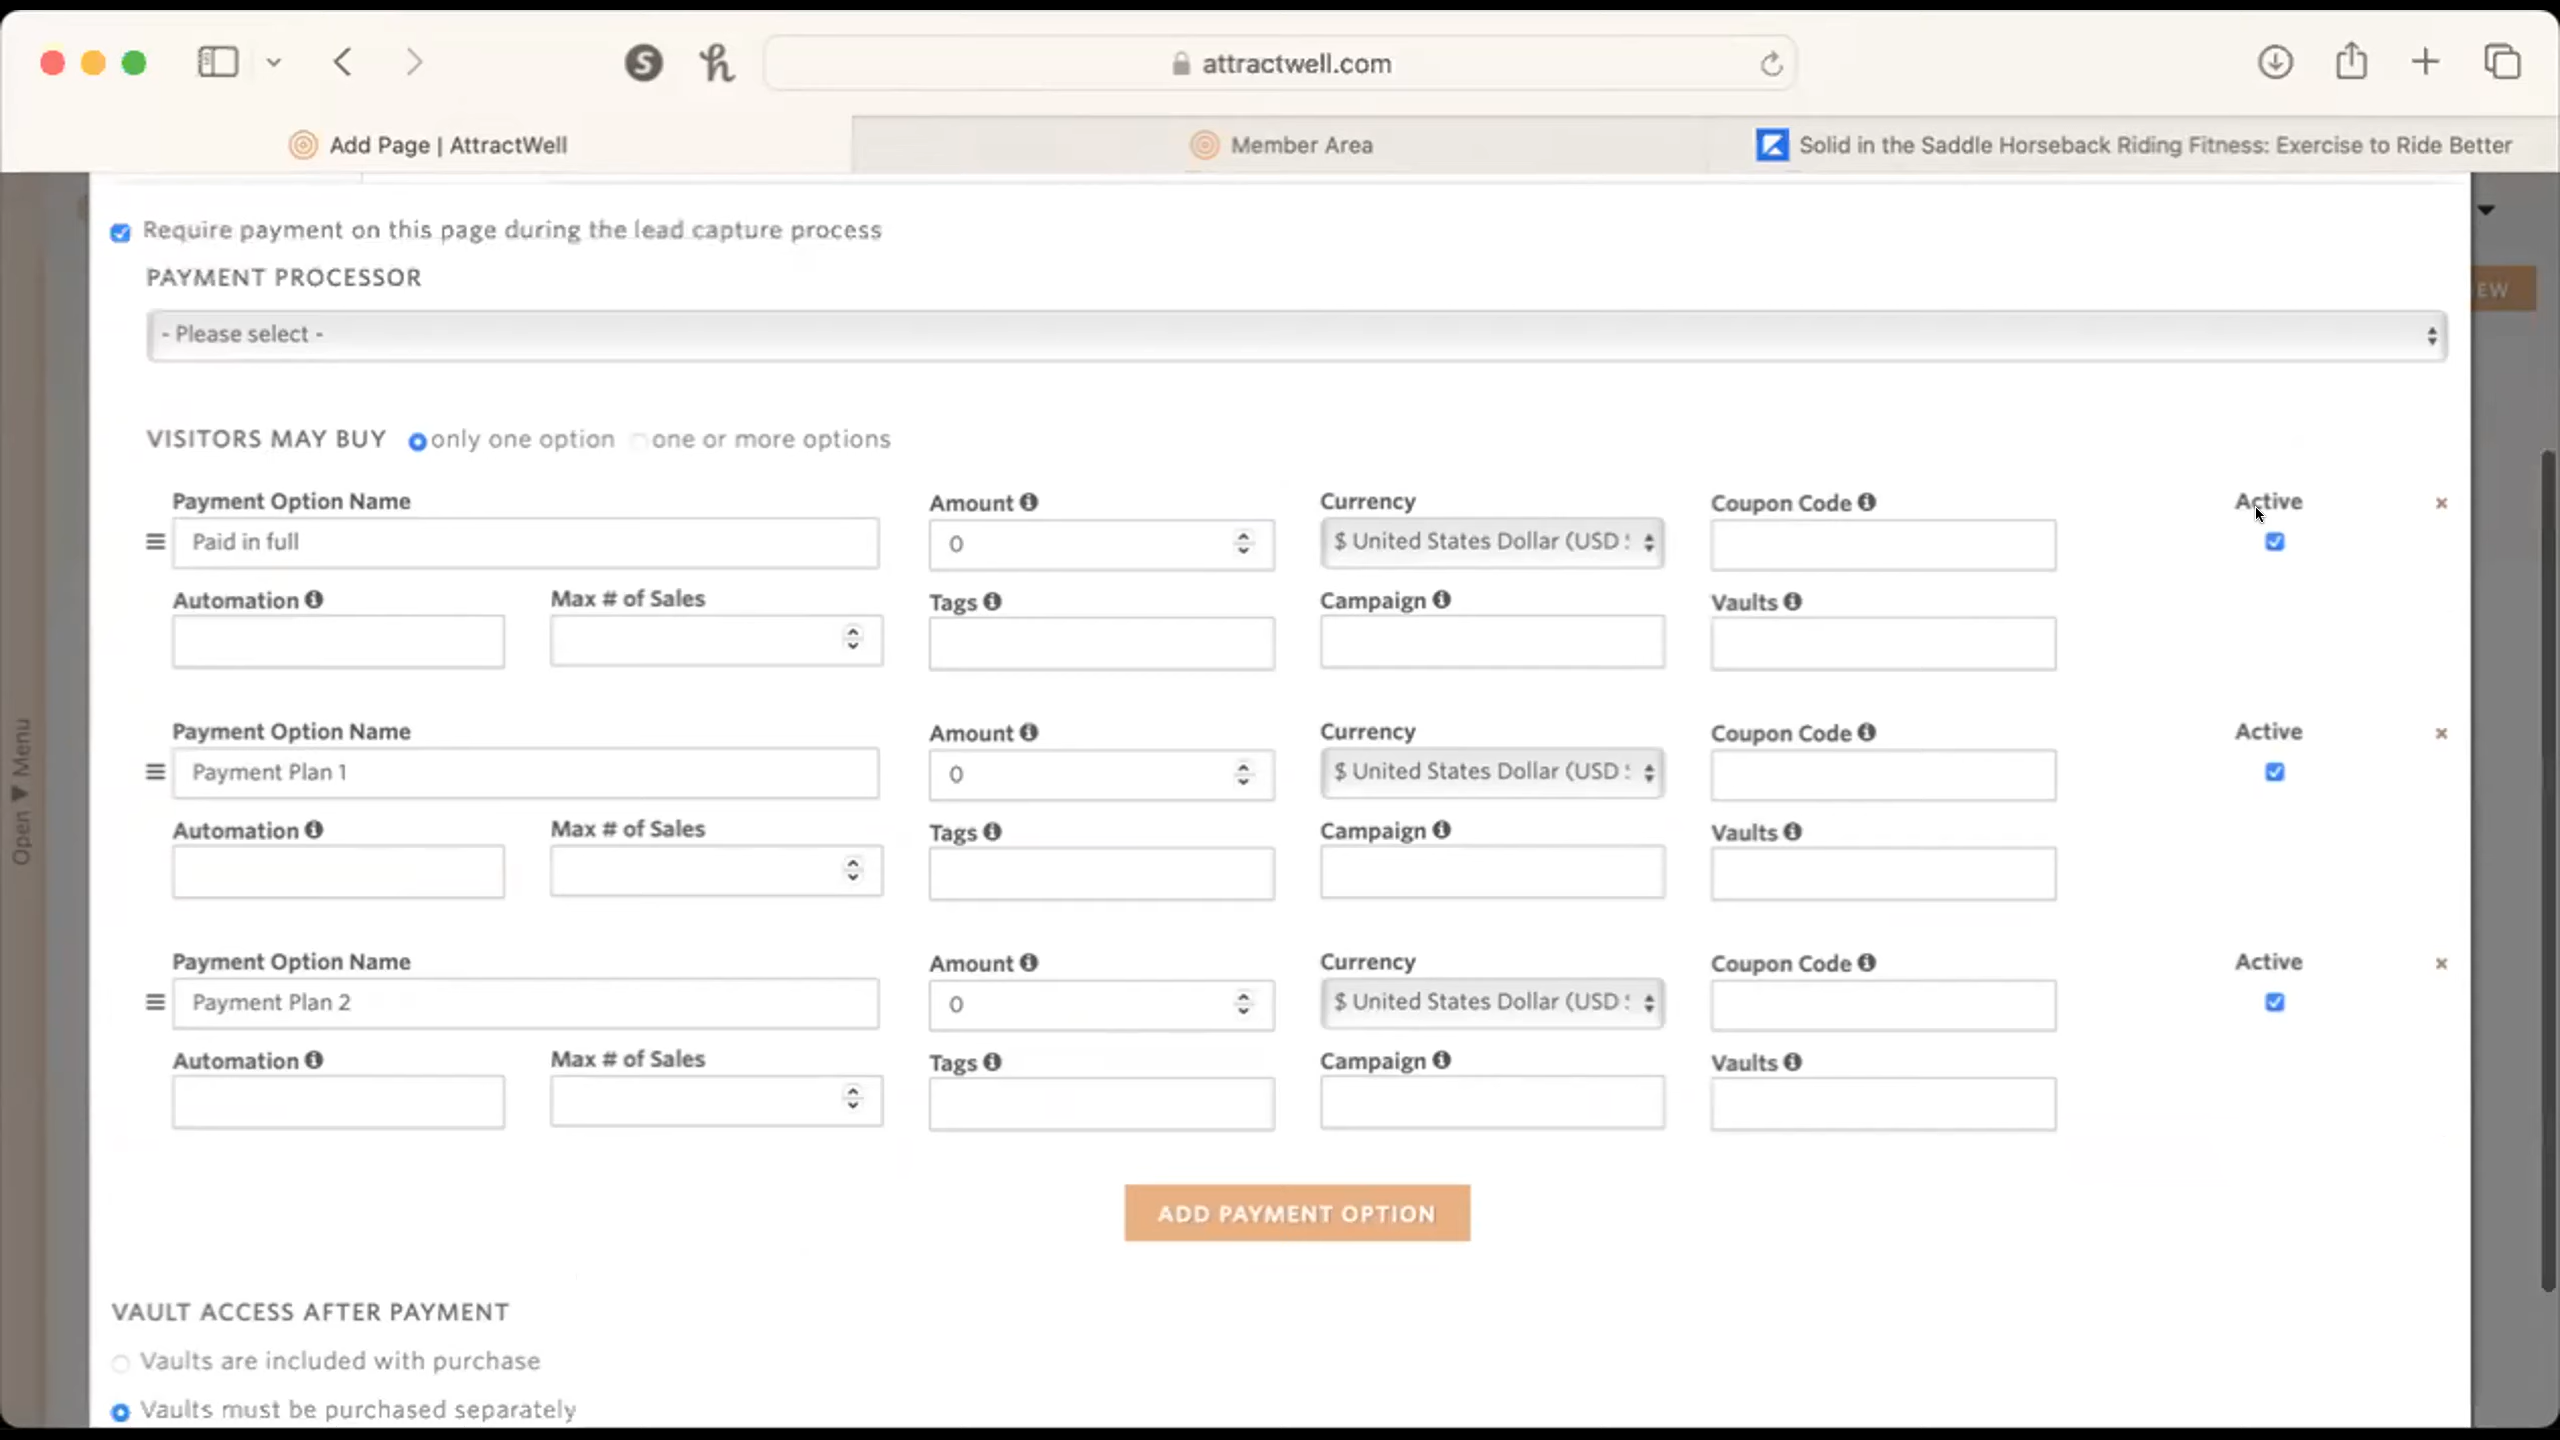 attractwell.com
Add Page | AttractWell
Member Area
Solid in the Saddle Horseback Riding Fitness: Exercise to Ride Better
Require payment on this page during the lead capture process
PAYMENT PROCESSOR
EW
- Please select -
VISITORS MAY BUY only one option one or more options
Payment Option Name Amount Currency Coupon Code Active ×
Paid in full 0 $ United States Dollar (USD
Automation Max # of Sales Tags Campaign Vaults
Payment Option Name Amount Currency Coupon Code Active ×
Payment Plan 1 0 $ United States Dollar (USD
Automation Max # of Sales Tags Campaign Vaults
Open ▼ Menu
Payment Option Name Amount Currency Coupon Code Active ×
Payment Plan 2 0 $ United States Dollar (USD
Automation Max # of Sales Tags Campaign Vaults
ADD PAYMENT OPTION
VAULT ACCESS AFTER PAYMENT
Vaults are included with purchase
Vaults must be purchased separately